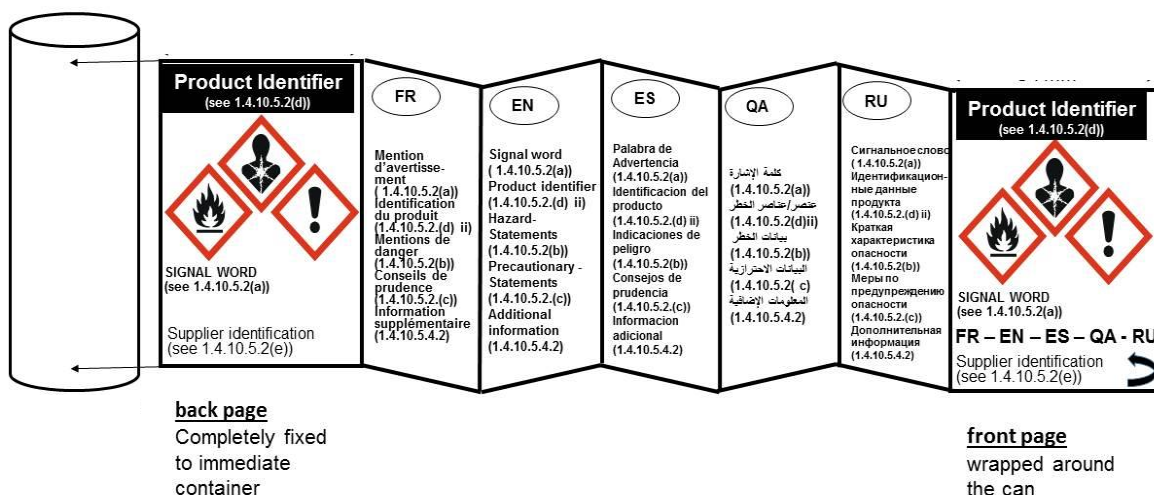 Product Identifier
(see 1.4.10.5.2(d))
SIGNAL WORD
(see 1.4.10.5.2(a))
Supplier identification
(see 1.4.10.5.2(e))
FR
Mention
d'avertisse-
ment
( 1.4.10.5.2(a))
Identification
du produit
(1.4.10.5.2.(d) ii)
Mentions de
danger
(1.4.10.5.2(b))
Conseils de
prudence
(1.4.10.5.2.(c))
Information
supplémentaire
(1.4.10.5.4.2)
EN
Signal word
( 1.4.10.5.2(a))
Product identifier
(1.4.10.5.2.(d) ii)
Hazard-
Statements
(1.4.10.5.2(b))
Precautionary -
Statements
(1.4.10.5.2.(c))
Additional
information
(1.4.10.5.4.2)
ES
Palabra de
Advertencia
(1.4.10.5.2(a))
Identificacion del
producto
(1.4.10.5.2.(d) ii)
Indicaciones de
peligro
(1.4.10.5.2(b))
Consejos de
prudencia
(1.4.10.5.2.(c))
Informacion
adicional
(1.4.10.5.4.2)
QA
كلمة الإشارة
(1.4.10.5.2(a))
عنصر/عناصر الخطر
(1.4.10.5.2(d)ii)
بيانات الخطر
(1.4.10.5.2(b))
البيانات الاحترازية
(1.4.10.5.2( c)
المعلومات الإضافية
(1.4.10.5.4.2)
RU
Сигнальное слово
( 1.4.10.5.2(a))
Идентификацион-
ные данные
продукта
(1.4.10.5.2.(d) ii)
Краткая
характеристика
опасности
(1.4.10.5.2(b))
Меры по
предупреждению
опасности
(1.4.10.5.2.(c))
Дополнительная
информация
(1.4.10.5.4.2)
Product Identifier
(see 1.4.10.5.2(d))
SIGNAL WORD
(see 1.4.10.5.2(a))
FR – EN – ES – QA - RU
Supplier identification
(see 1.4.10.5.2(e))
back page
Completely fixed
to immediate
container
front page
wrapped around
the can